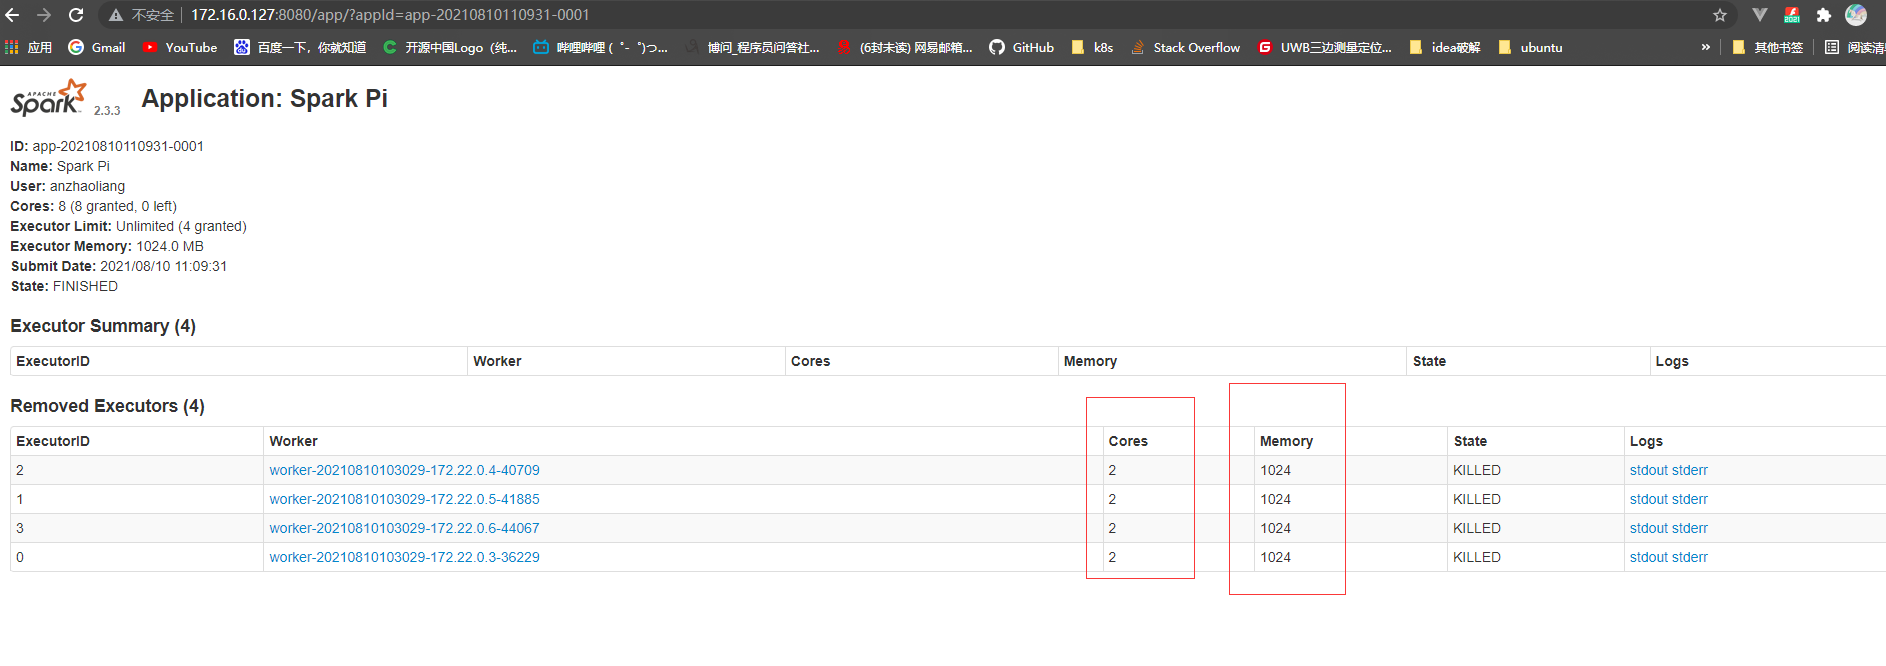 不安全 172.16.0.127:8080/app/?appId=app-20210810110931-0001
应用 Gmail YouTube 百度一下，你就知道 开源中国Logo（纯... 哔哩哔哩 (゜-゜)つ... 博问_程序员问答社... (6封未读) 网易邮箱... GitHub k8s Stack Overflow UWB三边测量定位... idea破解 ubuntu » 其他书签 阅读清
APACHE Spark 2.3.3 Application: Spark Pi
ID: app-20210810110931-0001
Name: Spark Pi
User: anzhaoliang
Cores: 8 (8 granted, 0 left)
Executor Limit: Unlimited (4 granted)
Executor Memory: 1024.0 MB
Submit Date: 2021/08/10 11:09:31
State: FINISHED
Executor Summary (4)
ExecutorID Worker Cores Memory State Logs
Removed Executors (4)
ExecutorID Worker Cores Memory State Logs
2 worker-20210810103029-172.22.0.4-40709 2 1024 KILLED stdout stderr
1 worker-20210810103029-172.22.0.5-41885 2 1024 KILLED stdout stderr
3 worker-20210810103029-172.22.0.6-44067 2 1024 KILLED stdout stderr
0 worker-20210810103029-172.22.0.3-36229 2 1024 KILLED stdout stderr